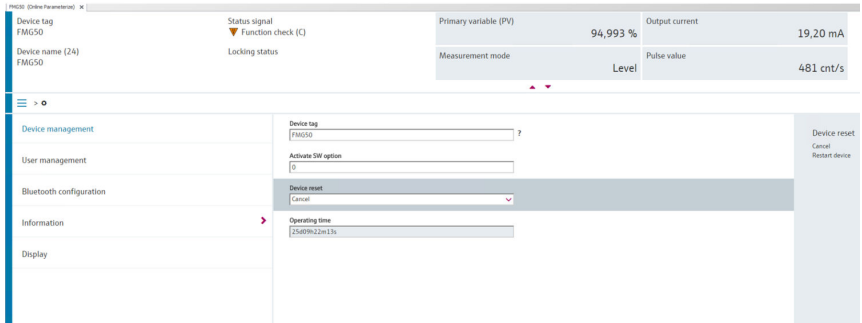 FMG50 (Online Parameterize) ×
Device tag
FMG50
Status signal
Function check (C)
Primary variable (PV)
94,993 %
Output current
19,20 mA
Device name (24)
FMG50
Locking status
Measurement mode
Level
Pulse value
481 cnt/s
>
Device management
User management
Bluetooth configuration
Information
Display
Device tag
FMG50
?
Activate SW option
0
Device reset
Cancel
Operating time
25d09h22m13s
Device reset
Cancel
Restart device